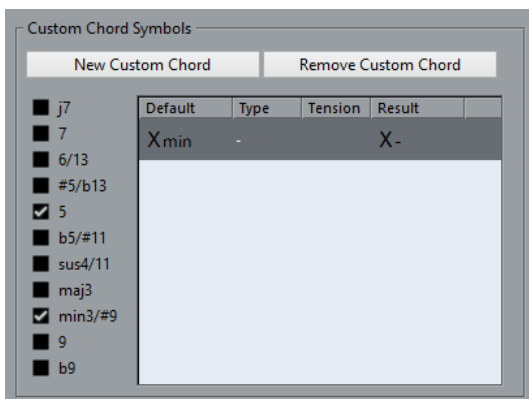 Custom Chord Symbols
New Custom Chord Remove Custom Chord
j7
7
6/13
#5/b13
5
b5/#11
sus4/11
maj3
min3/#9
9
b9
Default Type Tension Result
Xmin - X-